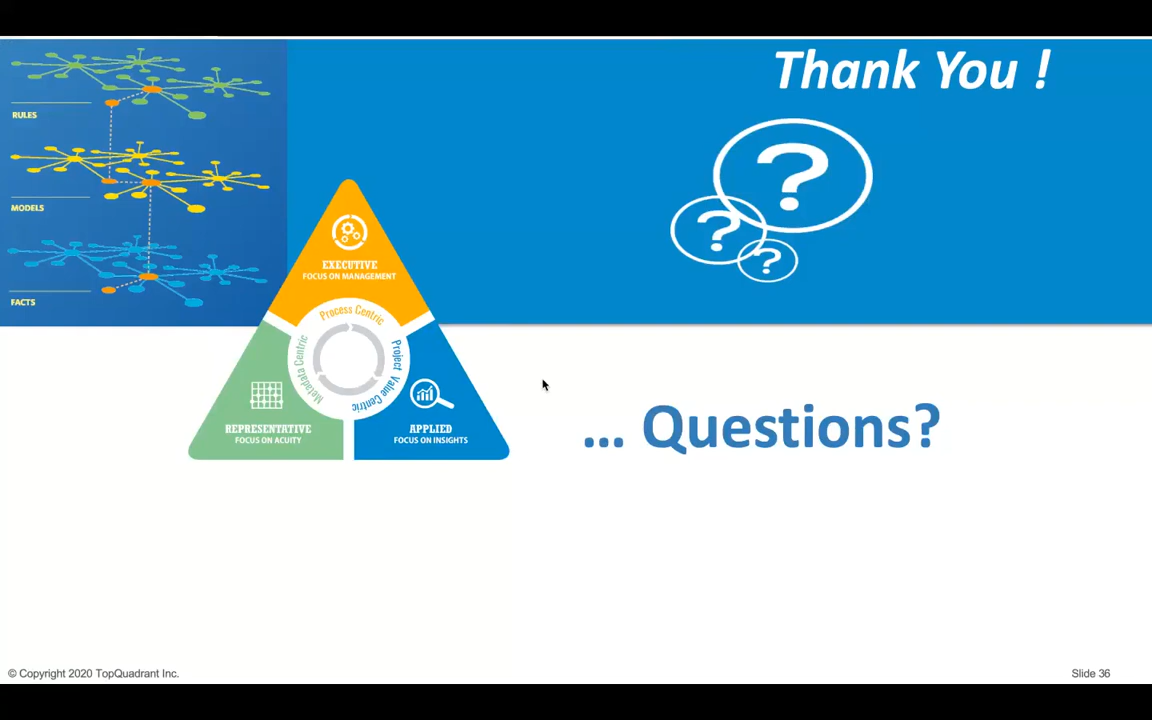 Thank You !
?
?
?
RULES
MODELS
FACTS
EXECUTIVE
FOCUS ON MANAGEMENT
Process Centric
Metadata Centric
Project Value Centric
REPRESENTATIVE
FOCUS ON ACUITY
APPLIED
FOCUS ON INSIGHTS
... Questions?
© Copyright 2020 TopQuadrant Inc.
Slide 36